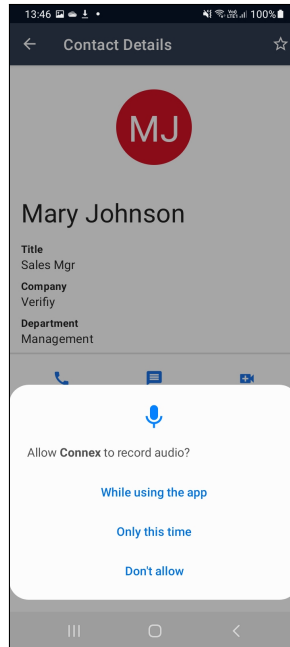 13:46 100%
Contact Details
MJ
Mary Johnson
Title
Sales Mgr
Company
Verifiy
Department
Management
Allow Connex to record audio?
While using the app
Only this time
Don't allow